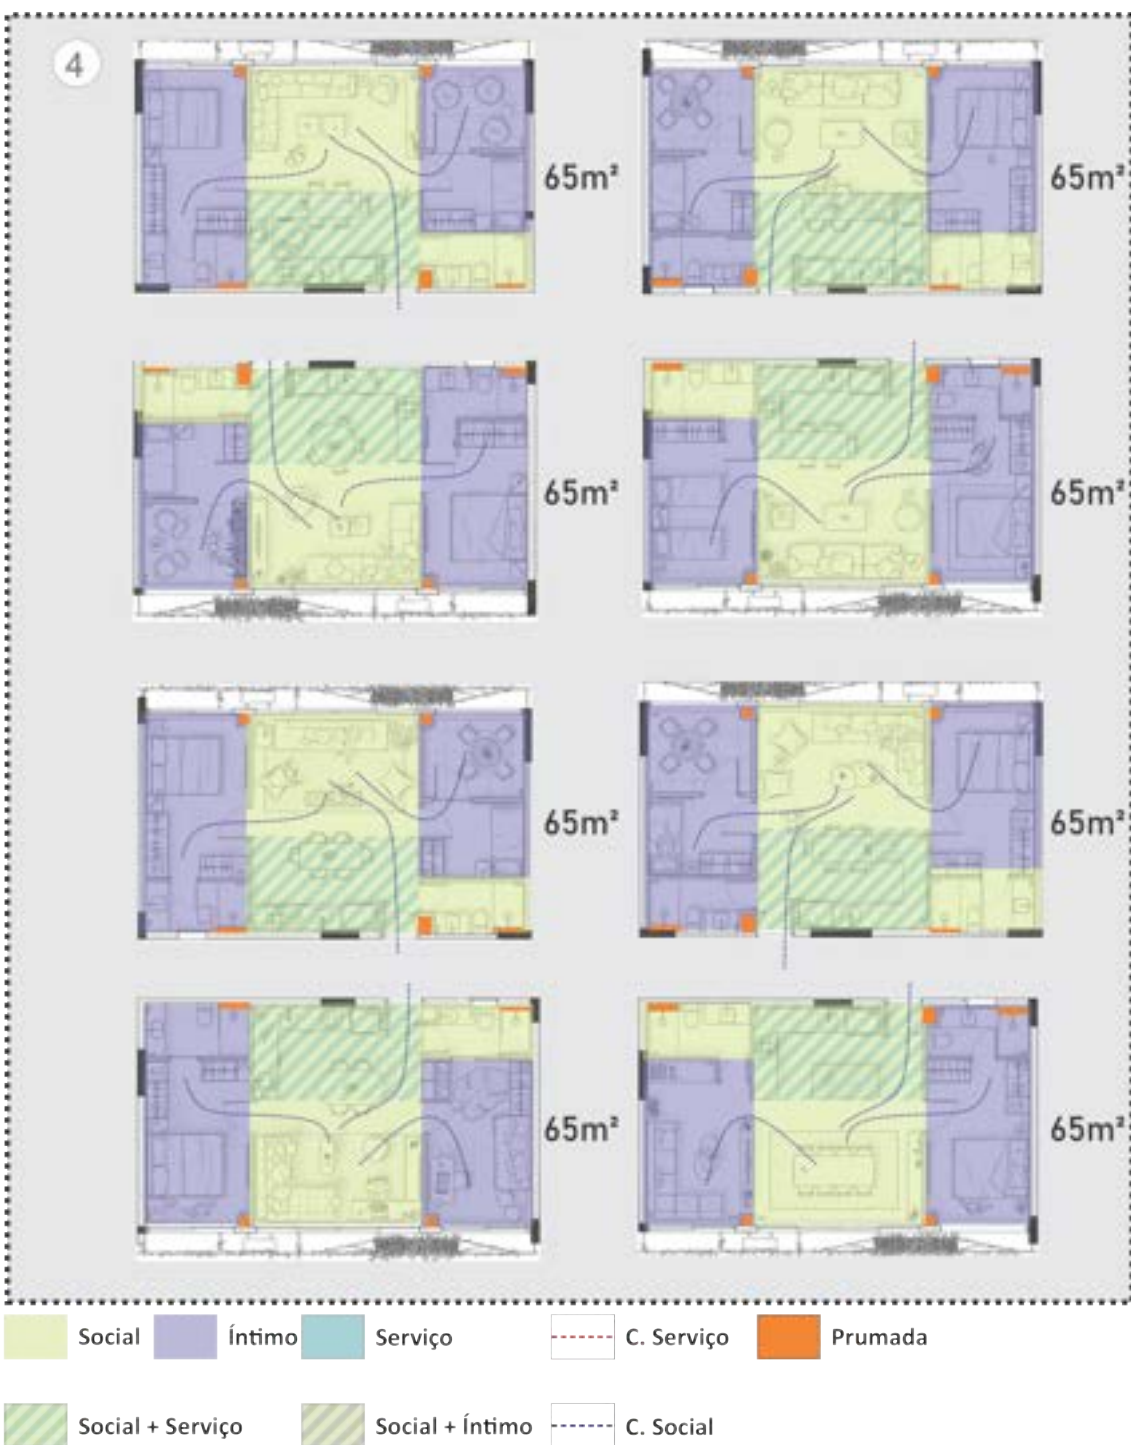 4
65m² 65m²
65m² 65m²
65m² 65m²
65m² 65m²
Social Íntimo Serviço C. Serviço Prumada
Social + Serviço Social + Íntimo C. Social